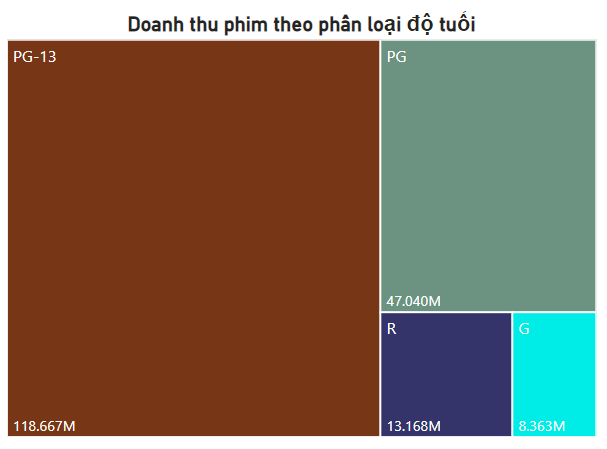 Doanh thu phim theo phân loại độ tuổi
PG-13
118.667M
PG
47.040M
R
13.168M
G
8.363M